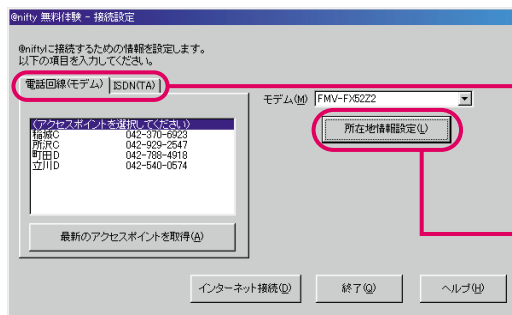 @nifty 無料体験 - 接続設定
@niftyに接続するための情報を設定します。
以下の項目を入力してください。
電話回線(モデム) ISDN(TA)
モデム(M) FMV-FX52Z2
所在地情報設定(L)
(アクセスポイントを選択してください)
稲城C 042-370-6923
所沢C 042-929-2547
町田D 042-788-4918
立川D 042-540-0574
最新のアクセスポイントを取得(A)
インターネット接続(D) 終了(Q) ヘルプ(H)